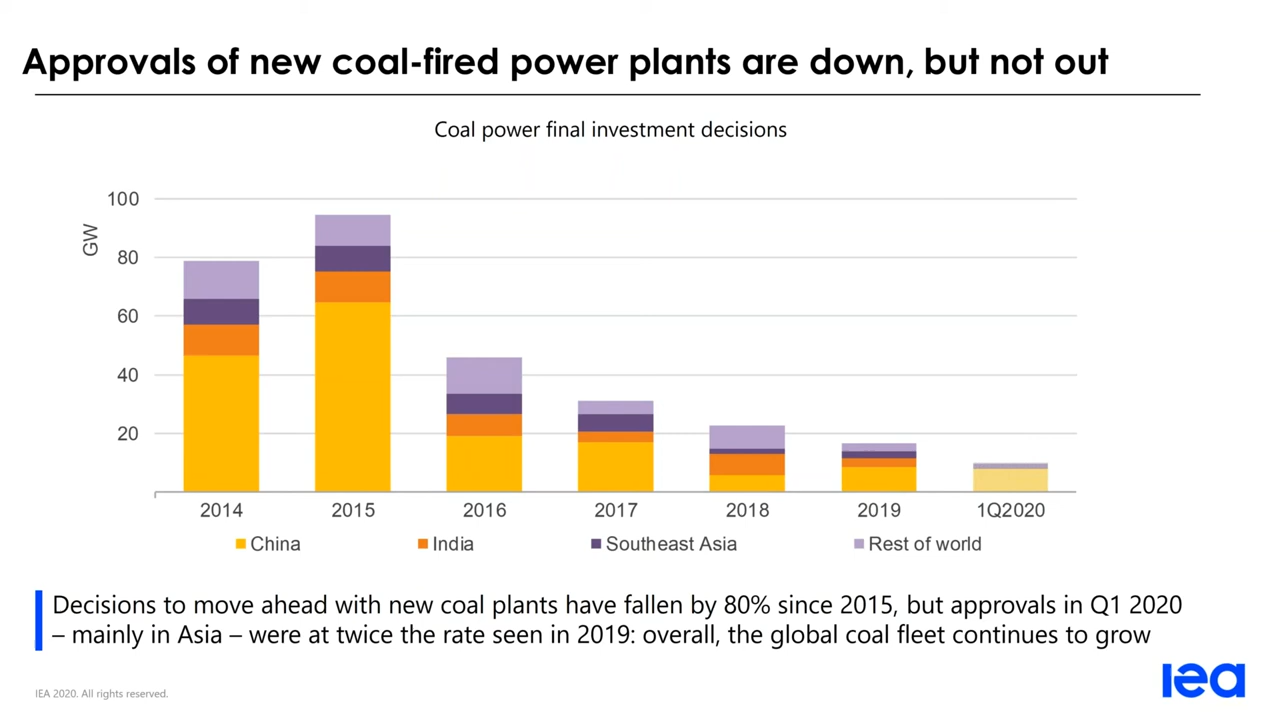 Approvals of new coal-fired power plants are down, but not out
Coal power final investment decisions
GW
100
80
60
40
20
2014 2015 2016 2017 2018 2019 1Q2020
China India Southeast Asia Rest of world
Decisions to move ahead with new coal plants have fallen by 80% since 2015, but approvals in Q1 2020
– mainly in Asia – were at twice the rate seen in 2019: overall, the global coal fleet continues to grow
IEA 2020. All rights reserved.
iea